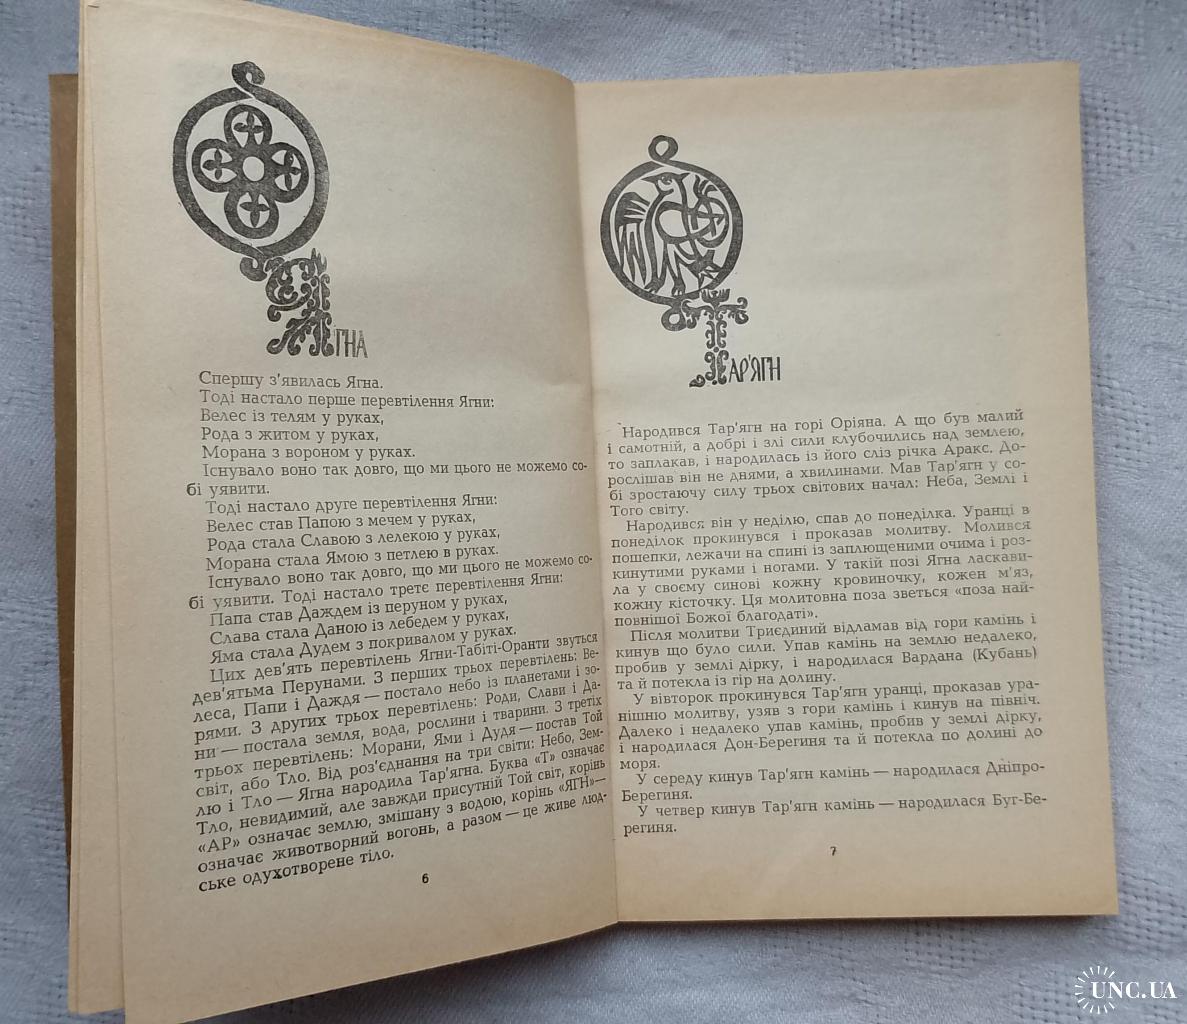 ЯГНА
Спершу з’явилась Ягна.
Тоді настало перше перевтілення Ягни:
Велес із телям у руках,
Рода з житом у руках,
Морана з вороном у руках.
Існувало воно так довго, що ми цього не можемо со-
бі уявити.
Тоді настало друге перевтілення Ягни:
Велес став Папою з мечем у руках,
Рода стала Славою з лелекою у руках,
Морана стала Ямою з петлею в руках.
Існувало воно так довго, що ми цього не можемо со-
бі уявити. Тоді настало третє перевтілення Ягни:
Папа став Даждем із перуном у руках,
Слава стала Даною із лебедем у руках,
Яма стала Дудем з покривалом у руках.
Цих дев’ять перевтілень Ягни-Табіті-Оранти звуться
дев’ятьма Перунами. З перших трьох перевтілень: Ве-
леса, Папи і Даждя — постало небо із планетами і зо-
рями. З других трьох перевтілень: Роди, Слави і Да-
ни — постала земля, вода, рослини і тварини. З третіх
трьох перевтілень: Морани, Ями і Дудя — постав Той
світ, або Тло. Від роз’єднання на три світи: Небо, Зем-
лю і Тло — Ягна народила Тар’ягна. Буква «Т» означає
Тло, невидимий, але завжди присутній Той світ, корінь
«АР» означає землю, змішану з водою, корінь «ЯГН»—
означає животворний вогонь, а разом — це живе люд-
ське одухотворене тіло.
6
ТАР’ЯГН
Народився Тар’ягн на горі Оріяна. А що був малий
і самотній, а добрі і злі сили клубочились над землею,
то заплакав, і народилась із його сліз річка Аракс. До-
рослішав він не днями, а хвилинами. Мав Тар’ягн у со-
бі зростаючу силу трьох світових начал: Неба, Землі і
Того світу.
Народився він у неділю, спав до понеділка. Уранці в
понеділок прокинувся і проказав молитву. Молився
пошепки, лежачи на спині із заплющеними очима і роз-
кинутими руками і ногами. У такій позі Ягна ласкави-
ла у своєму синові кожну кровиночку, кожен м’яз,
кожну кісточку. Ця молитовна поза зветься «поза най-
повнішої Божої благодаті».
Після молитви Триєдиний відламав від гори камінь і
кинув що було сили. Упав камінь на землю недалеко,
пробив у землі дірку, і народилася Вардана (Кубань)
та й потекла із гір на долину.
У вівторок прокинувся Тар’ягн уранці, проказав ура-
нішню молитву, узяв з гори камінь і кинув на північ.
Далеко і недалеко упав камінь, пробив у землі дірку,
і народилася Дон-Берегиня та й потекла по долині до
моря.
У середу кинув Тар’ягн камінь — народилася Дніпро-
Берегиня.
У четвер кинув Тар’ягн камінь — народилася Буг-Бе-
региня.
7
UNC.UA